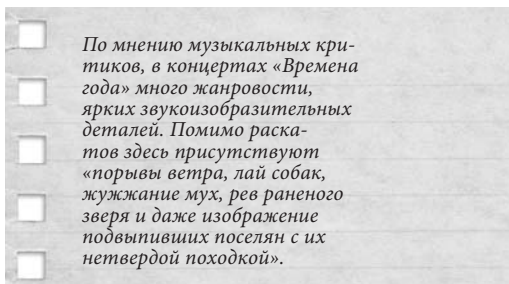 По мнению музыкальных кри-
тиков, в концертах «Времена
года» много жанровости,
ярких звукоизобразительных
деталей. Помимо раска-
тов здесь присутствуют
«порывы ветра, лай собак,
жужжание мух, рев раненого
зверя и даже изображение
подвыпивших поселян с их
нетвердой походкой».